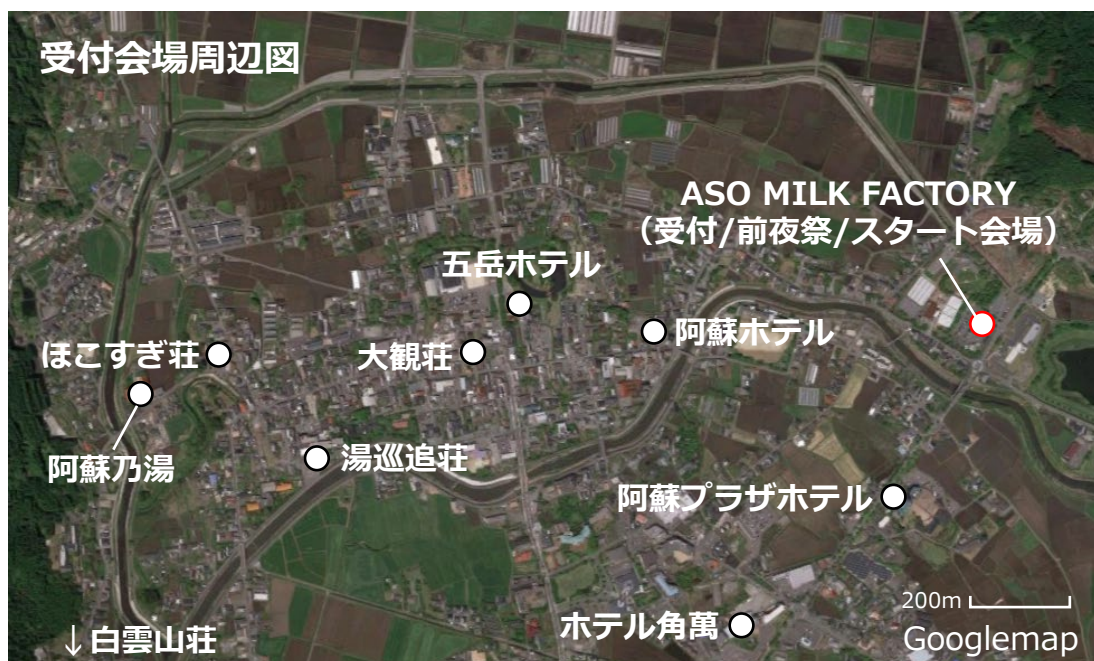 受付会場周辺図
ASO MILK FACTORY
（受付/前夜祭/スタート会場）
五岳ホテル
阿蘇ホテル
ほこすぎ荘
大観荘
阿蘇乃湯
湯巡追荘
阿蘇プラザホテル
ホテル角萬
200m
↓白雲山荘
Googlemap